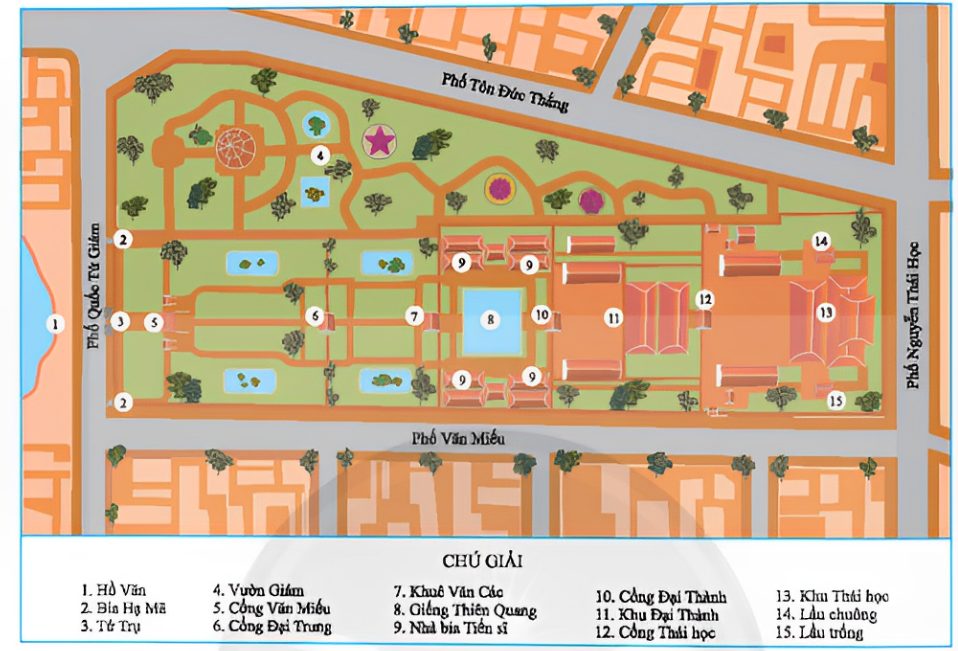 Phố Tôn Đức Thắng
4
2
14
9
9
Phố Quốc Tử Giám
Phố Nguyễn Thái Học
1
3
5
6
7
8
10
11
12
13
9
9
2
15
Phố Văn Miếu
CHÚ GIẢI
1. Hồ Văn
2. Bia Hạ Mã
3. Tứ Trụ
4. Vườn Giám
5. Cổng Văn Miếu
6. Cổng Đại Trung
7. Khuê Văn Các
8. Giếng Thiên Quang
9. Nhà bia Tiến sĩ
10. Cổng Đại Thành
11. Khu Đại Thành
12. Cổng Thái học
13. Khu Thái học
14. Lầu chuông
15. Lầu trống